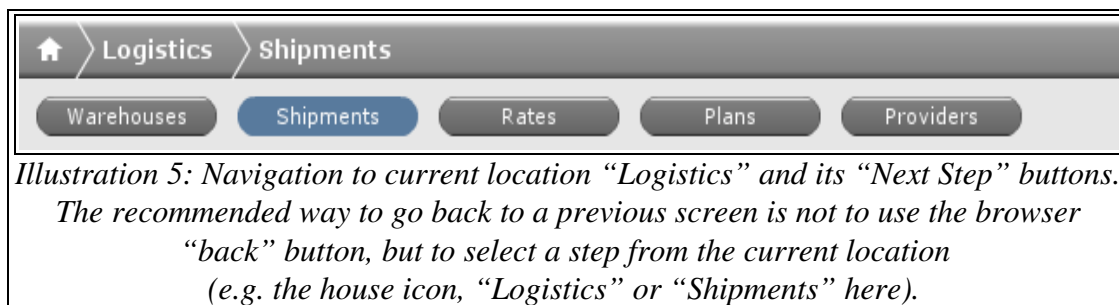 Logistics Shipments
Warehouses Shipments Rates Plans Providers
Illustration 5: Navigation to current location “Logistics” and its “Next Step” buttons.
The recommended way to go back to a previous screen is not to use the browser
“back” button, but to select a step from the current location
(e.g. the house icon, “Logistics” or “Shipments” here).